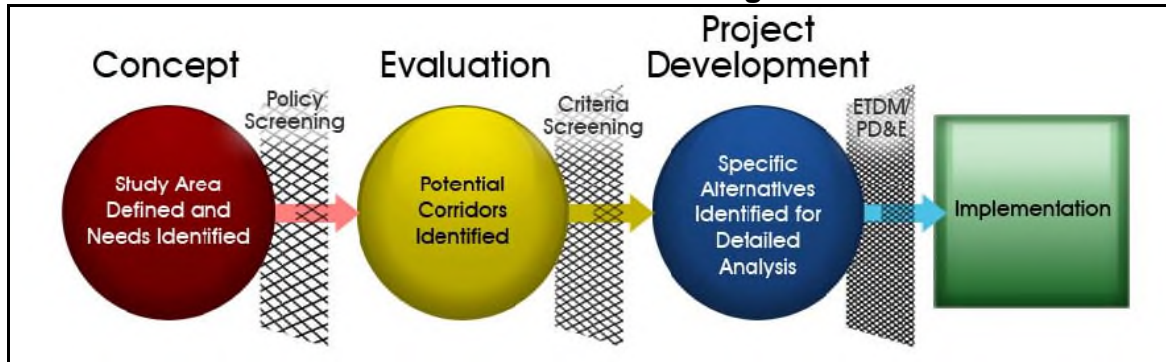 Concept
Policy
Screening
Study Area
Defined and
Needs Identified
Evaluation
Criteria
Screening
Potential
Corridors
Identified
Project
Development
ETDM/
PD&E
Specific
Alternatives
Identified for
Detailed
Analysis
Implementation